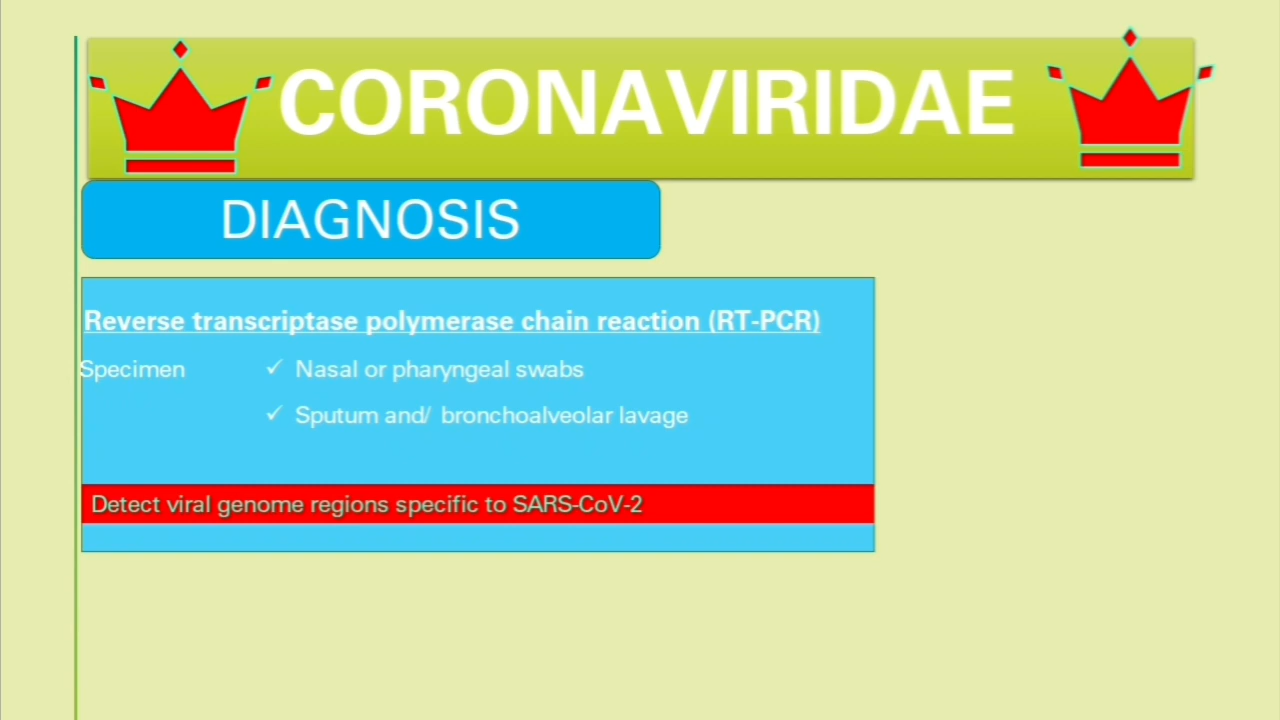 CORONAVIRIDAE
DIAGNOSIS
Reverse transcriptase polymerase chain reaction (RT-PCR)
Specimen ✓ Nasal or pharyngeal swabs
✓ Sputum and/ bronchoalveolar lavage
Detect viral genome regions specific to SARS-CoV-2